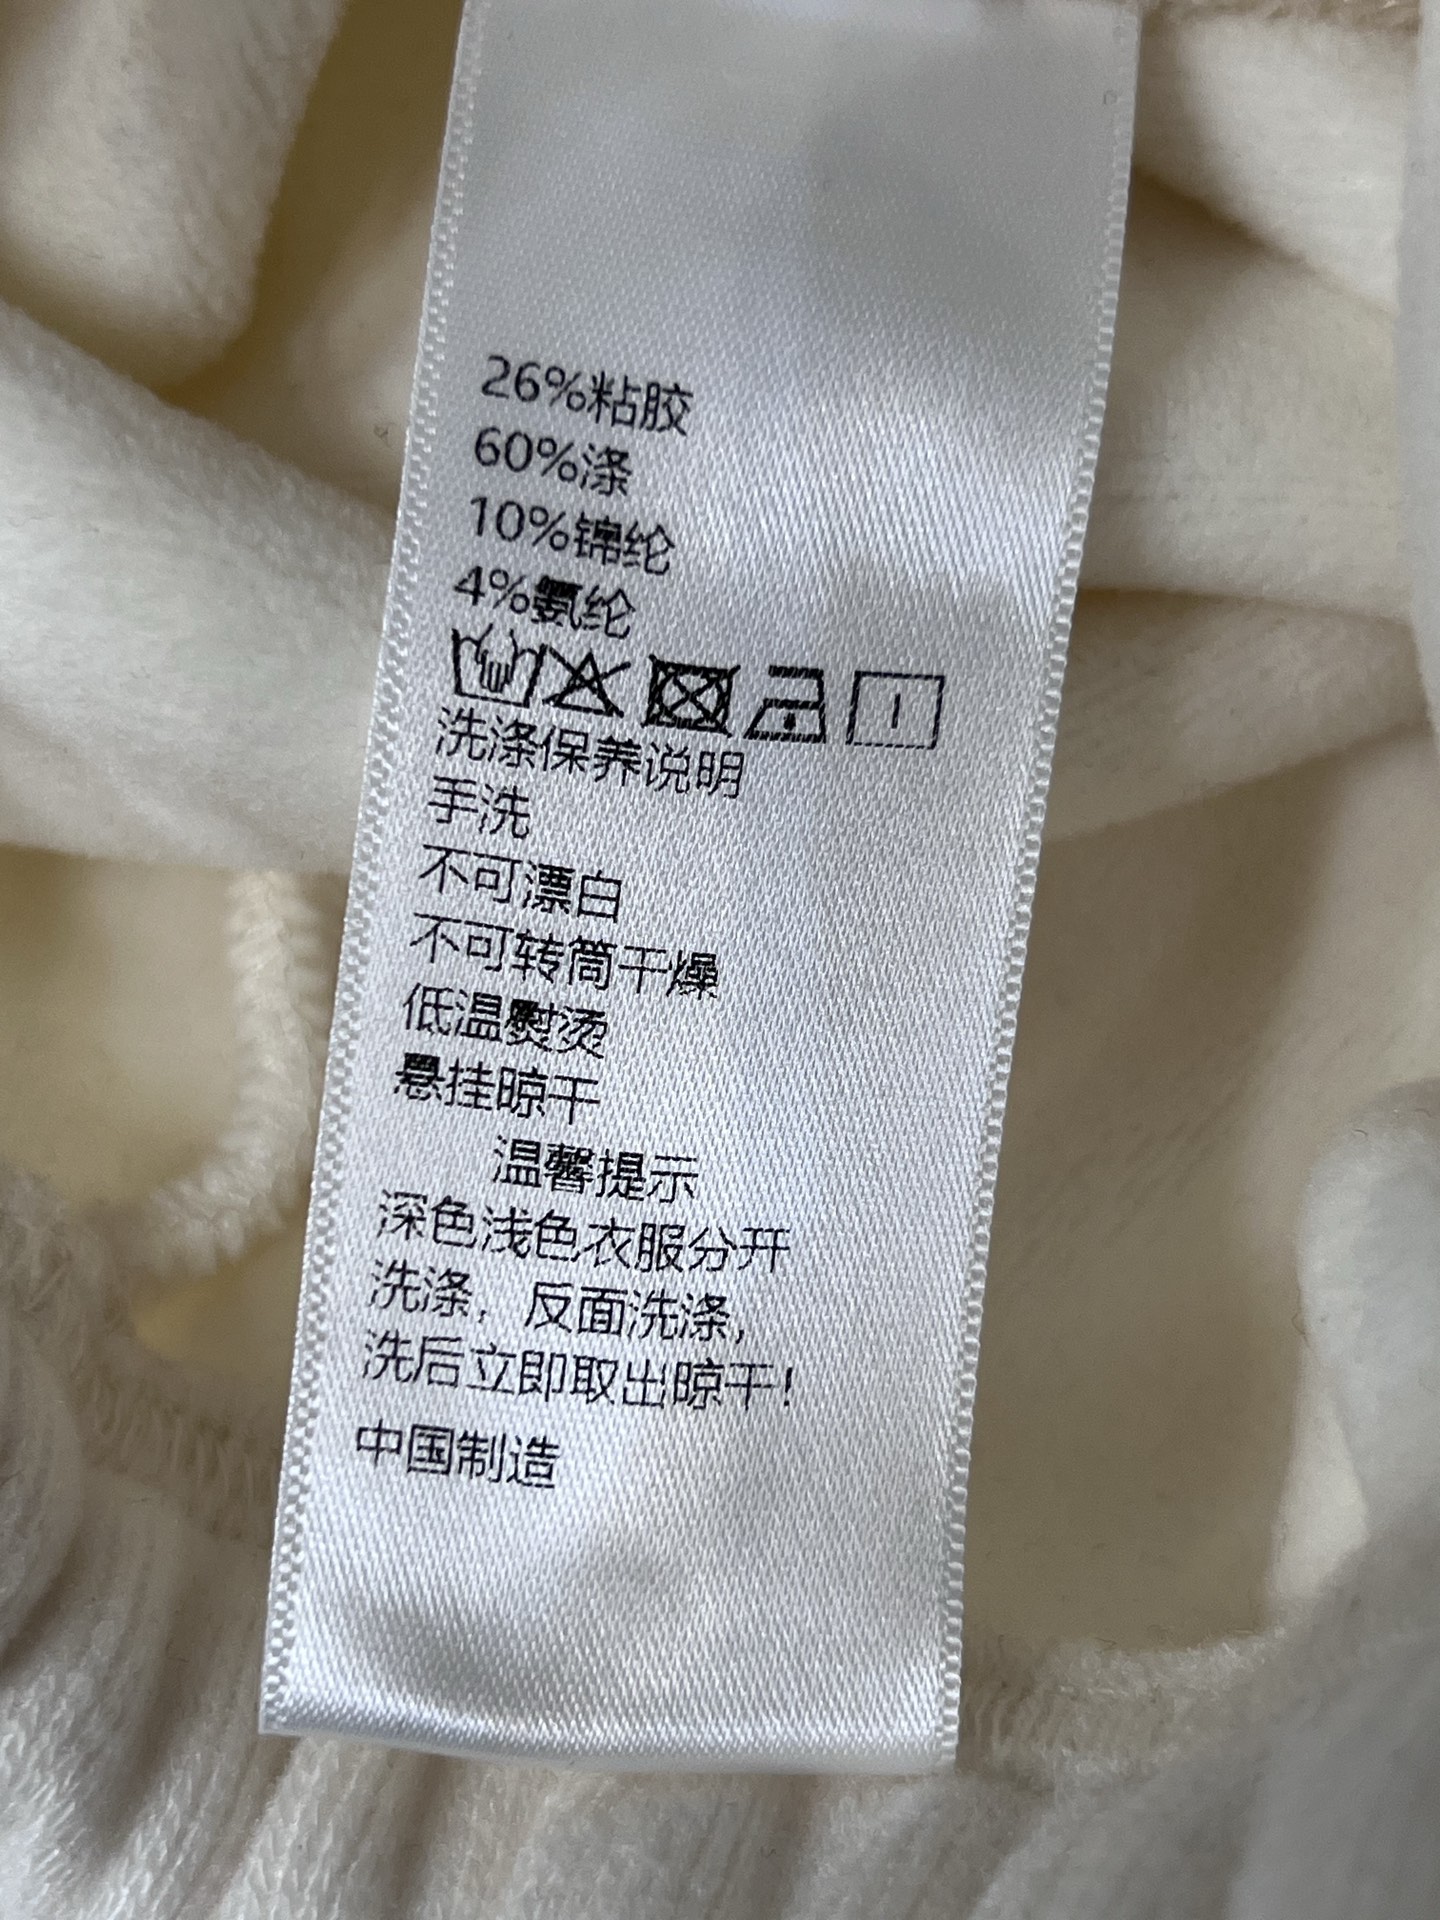 26%粘胶
60%涤
10%锦纶
4%氨纶
洗涤保养说明
手洗
不可漂白
不可转筒干燥
低温熨烫
悬挂晾干
温馨提示
深色浅色衣服分开
洗涤，反面洗涤，
洗后立即取出晾干！
中国制造